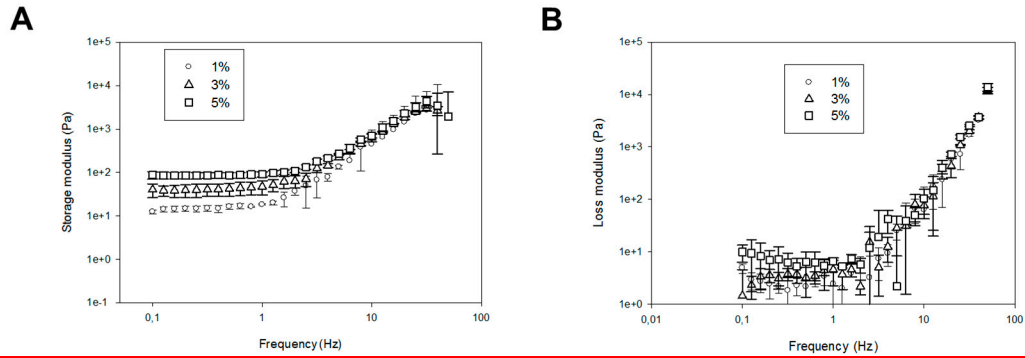 A
1e+5
1e+4
1e+3
1e+2
1e+1
1e+0
1e-1
Storage modulus (Pa)
1%
3%
5%
0,1
1
10
100
Frequency (Hz)
B
1e+5
1e+4
1e+3
1e+2
1e+1
1e+0
Loss modulus (Pa)
1%
3%
5%
0,01
0,1
1
10
100
Frequency (Hz)